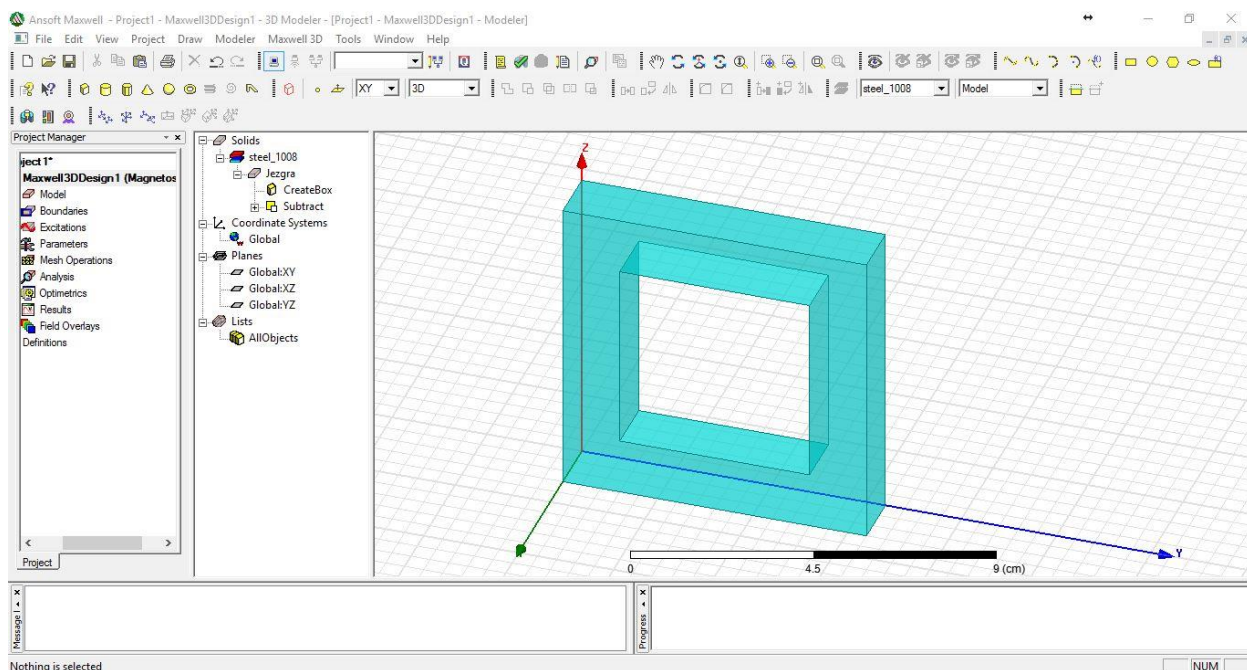 Ansoft Maxwell - Project1 - Maxwell3DDesign1 - 3D Modeler - [Project1 - Maxwell3DDesign1 - Modeler]
File Edit View Project Draw Modeler Maxwell 3D Tools Window Help
XY 3D steel_1008 Model
Project Manager
ject1*
Maxwell3DDesign1 (Magnetos
Model
Boundaries
Excitations
Parameters
Mesh Operations
Analysis
Optimetrics
Results
Field Overlays
Definitions
Project
Solids
steel_1008
Jezgra
CreateBox
Subtract
Coordinate Systems
Global
Planes
Global:XY
Global:XZ
Global:YZ
Lists
AllObjects
Z
Y
0 4.5 9 (cm)
Message
Progress
Nothing is selected
NUM